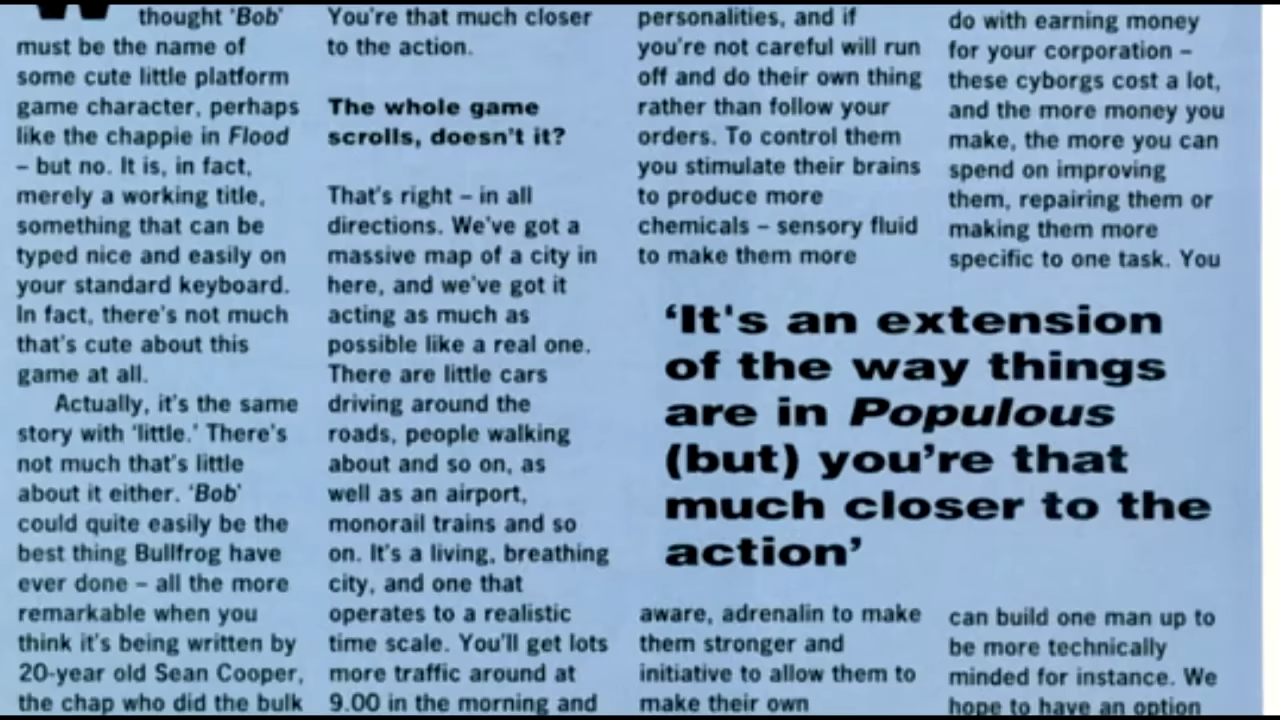 W thought 'Bob'
must be the name of
some cute little platform
game character, perhaps
like the chappie in Flood
– but no. It is, in fact,
merely a working title,
something that can be
typed nice and easily on
your standard keyboard.
In fact, there's not much
that's cute about this
game at all.
Actually, it's the same
story with 'little.' There's
not much that's little
about it either. 'Bob'
could quite easily be the
best thing Bullfrog have
ever done – all the more
remarkable when you
think it's being written by
20-year old Sean Cooper,
the chap who did the bulk
You're that much closer
to the action.
The whole game
scrolls, doesn't it?
That's right – in all
directions. We've got a
massive map of a city in
here, and we've got it
acting as much as
possible like a real one.
There are little cars
driving around the
roads, people walking
about and so on, as
well as an airport,
monorail trains and so
on. It's a living, breathing
city, and one that
operates to a realistic
time scale. You'll get lots
more traffic around at
9.00 in the morning and
personalities, and if
you're not careful will run
off and do their own thing
rather than follow your
orders. To control them
you stimulate their brains
to produce more
chemicals – sensory fluid
to make them more
aware, adrenalin to make
them stronger and
initiative to allow them to
make their own
do with earning money
for your corporation –
these cyborgs cost a lot,
and the more money you
make, the more you can
spend on improving
them, repairing them or
making them more
specific to one task. You
can build one man up to
be more technically
minded for instance. We
hope to have an option
'It's an extension
of the way things
are in Populous
(but) you're that
much closer to the
action'